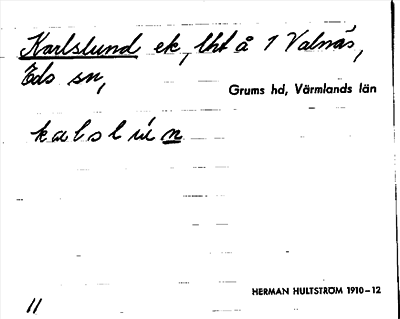 Karlslund ek, lht å 1 Valnäs,
Eds sn,
Grums hd, Värmlands län
kalslún
HERMAN HULTSTRÖM 1910–12
11